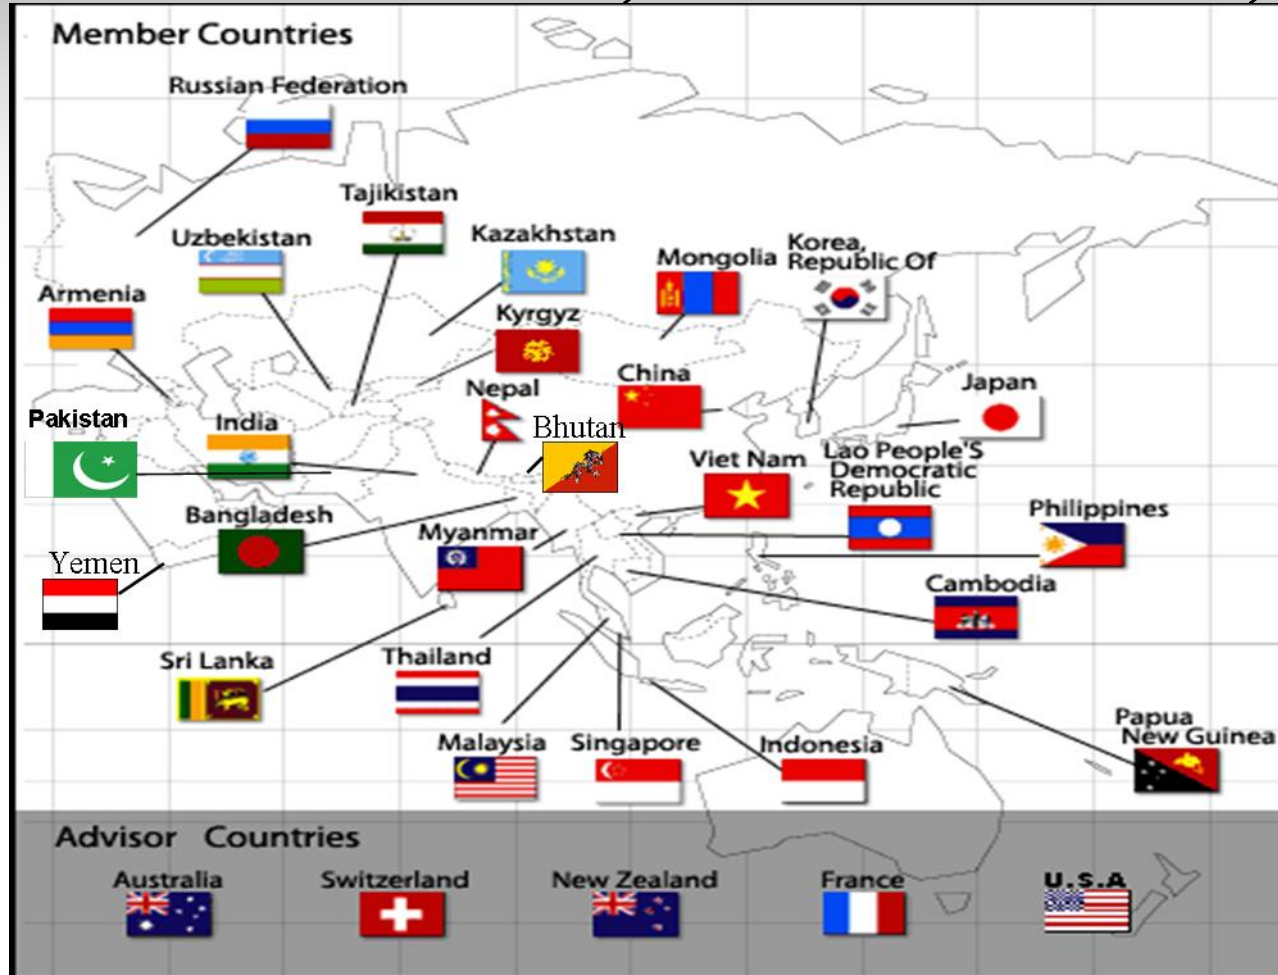 Member Countries
Russian Federation
Tajikistan
Uzbekistan
Kazakhstan
Mongolia
Korea,
Republic Of
Armenia
Kyrgyz
China
Nepal
Japan
Pakistan
India
Bhutan
Viet Nam
Lao People'S
Democratic
Republic
Bangladesh
Myanmar
Philippines
Yemen
Cambodia
Sri Lanka
Thailand
Papua
New Guinea
Malaysia
Singapore
Indonesia
Advisor Countries
Australia
Switzerland
New Zealand
France
U.S.A